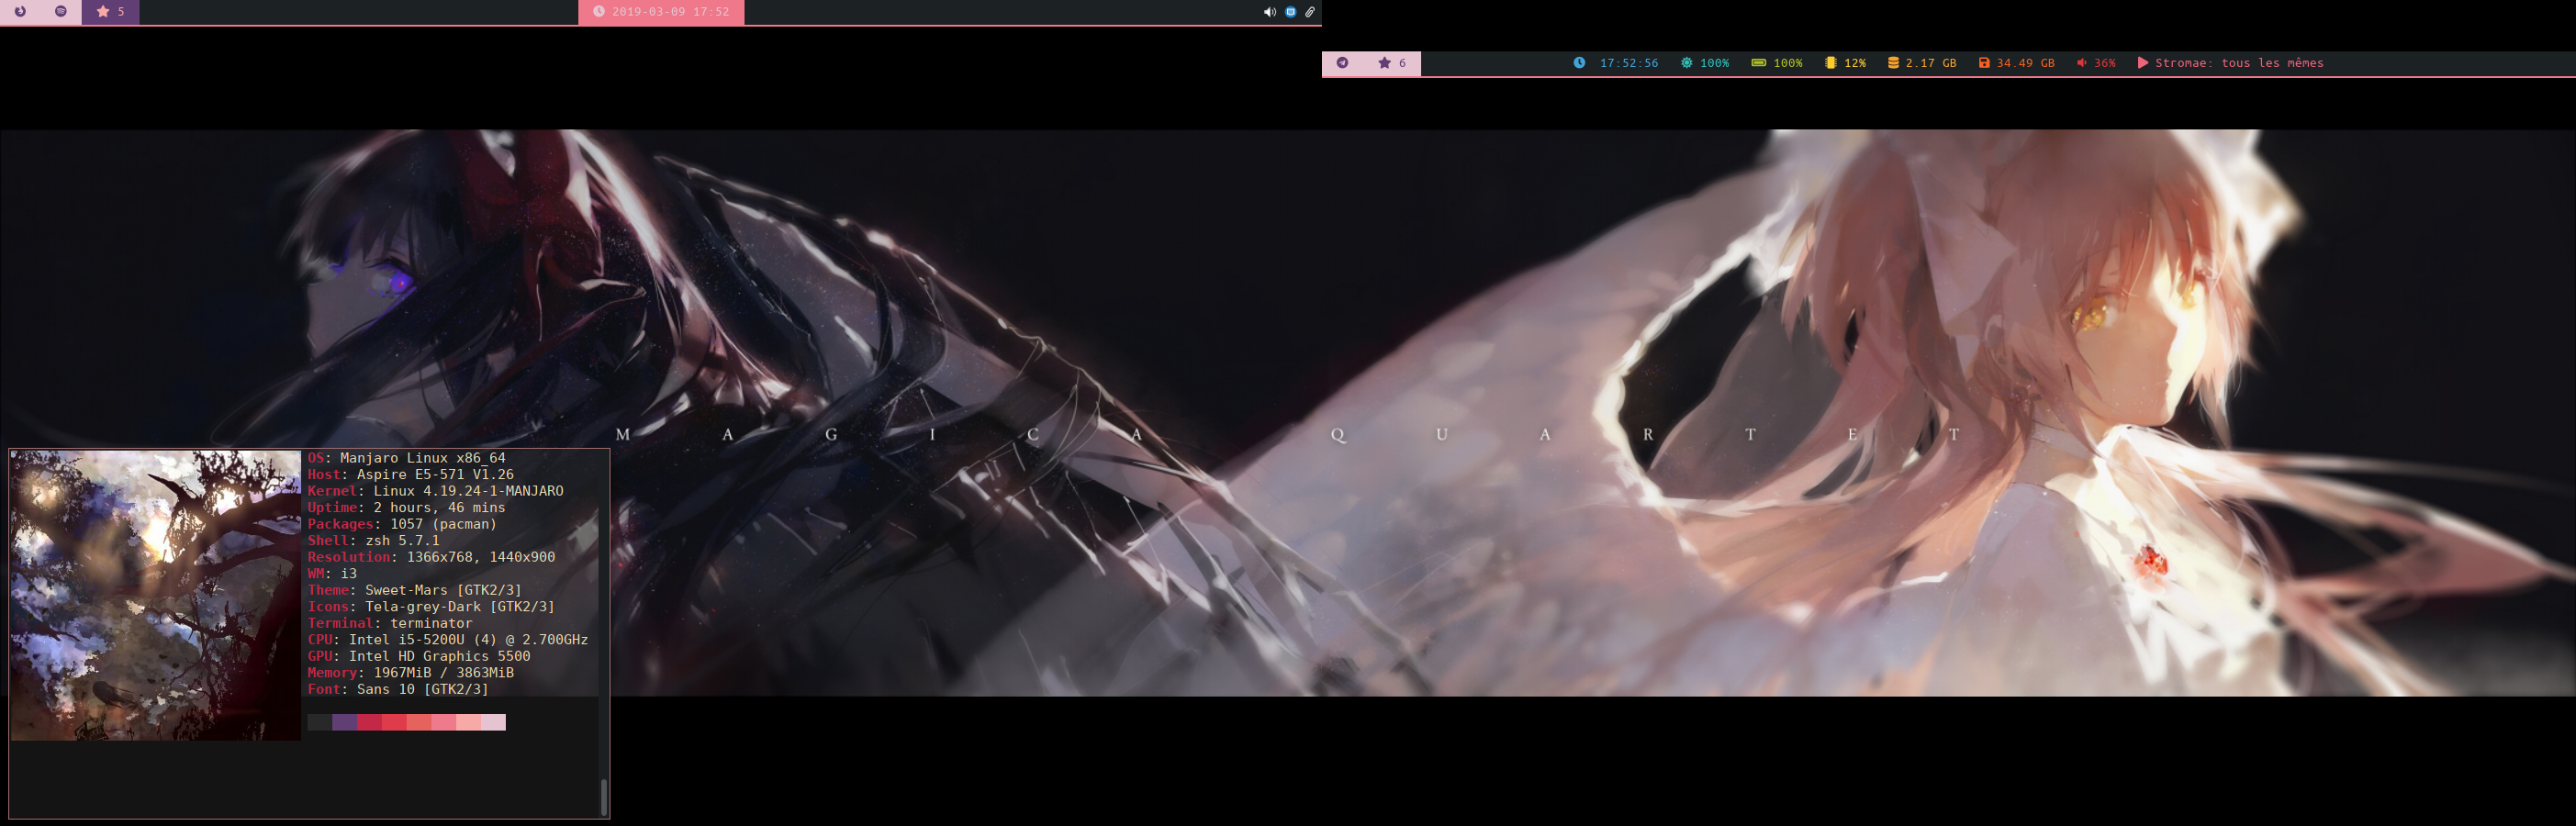 5
2019-03-09 17:52
6
17:52:56 100% 100% 12% 2.17 GB 34.49 GB 36% Stromae: tous les mêmes
MAGICA QUARTET
OS: Manjaro Linux x86_64
Host: Aspire E5-571 V1.26
Kernel: Linux 4.19.24-1-MANJARO
Uptime: 2 hours, 46 mins
Packages: 1057 (pacman)
Shell: zsh 5.7.1
Resolution: 1366x768, 1440x900
WM: i3
Theme: Sweet-Mars [GTK2/3]
Icons: Tela-grey-Dark [GTK2/3]
Terminal: terminator
CPU: Intel i5-5200U (4) @ 2.700GHz
GPU: Intel HD Graphics 5500
Memory: 1967MiB / 3863MiB
Font: Sans 10 [GTK2/3]